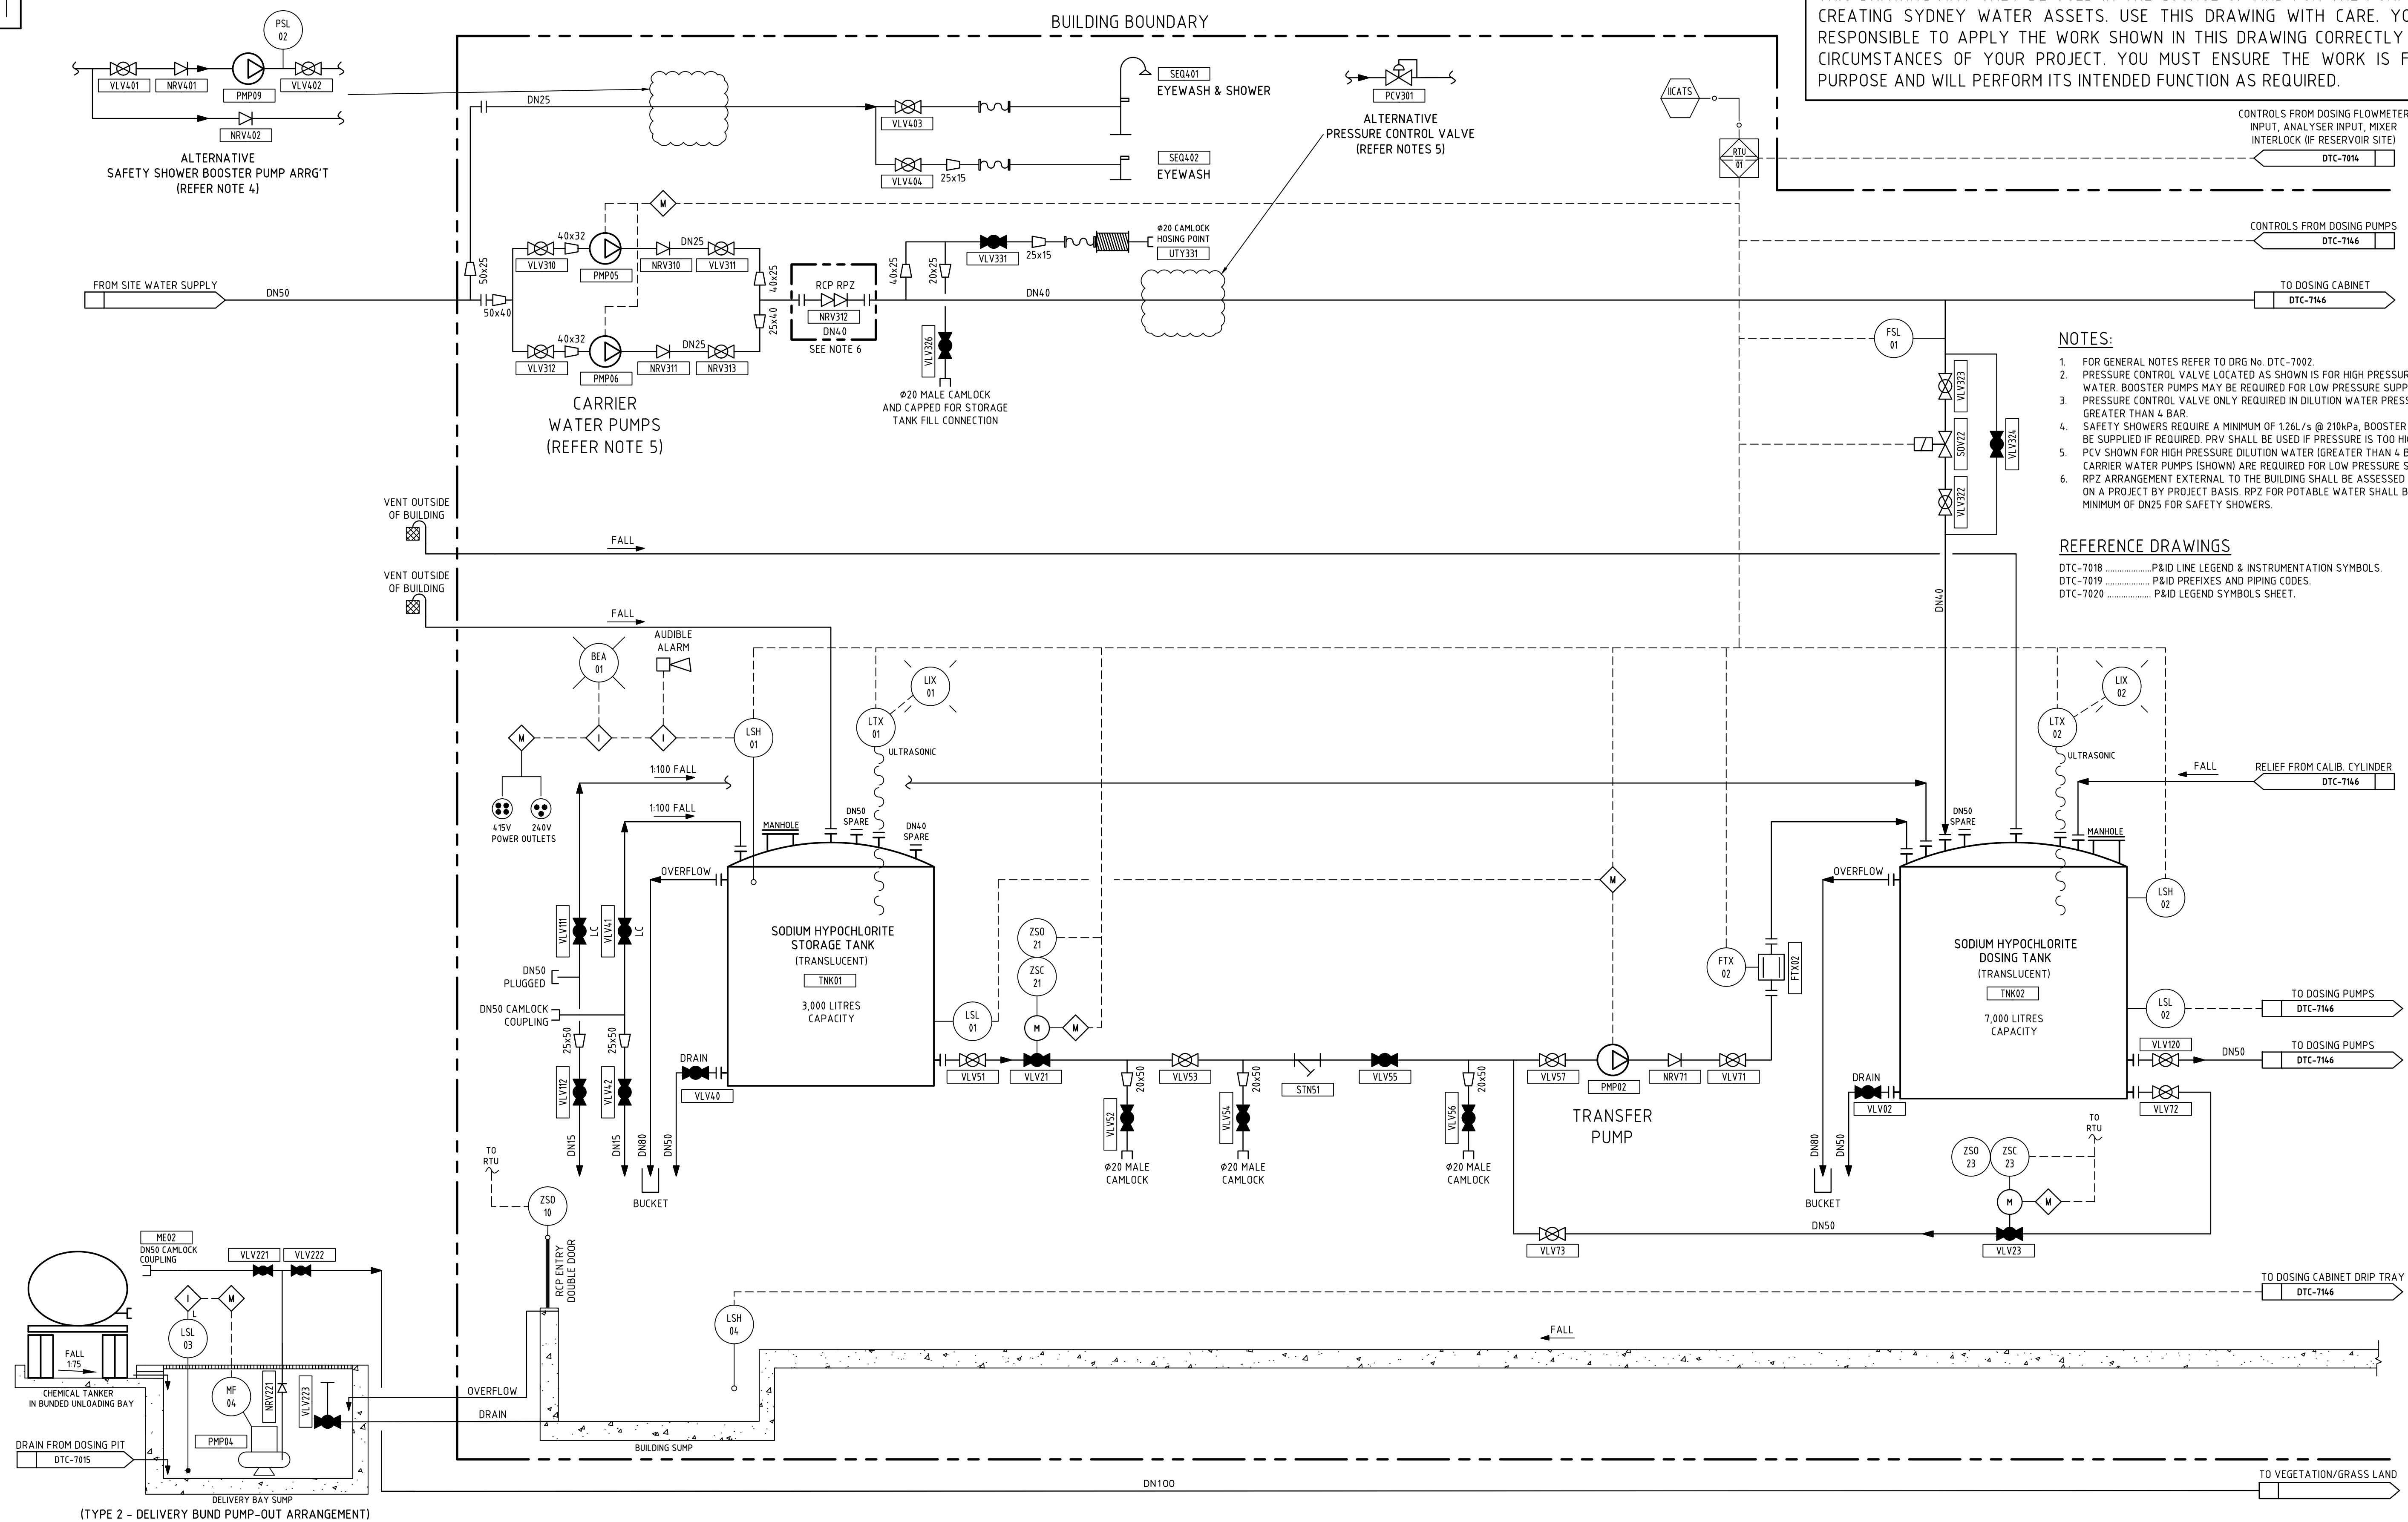 BUILDING BOUNDARY
CREATING SYDNEY WATER ASSETS. USE THIS DRAWING WITH CARE.
RESPONSIBLE TO APPLY THE WORK SHOWN IN THIS DRAWING CORRECTLY
CIRCUMSTANCES OF YOUR PROJECT. YOU MUST ENSURE THE WORK IS
PURPOSE AND WILL PERFORM ITS INTENDED FUNCTION AS REQUIRED.
PSL
02
VLV401
NRV401
PMP09
VLV402
NRV402
ALTERNATIVE
SAFETY SHOWER BOOSTER PUMP ARRG'T
(REFER NOTE 4)
DN25
VLV403
SEQ401
EYEWASH & SHOWER
VLV404
25x15
SEQ402
EYEWASH
PCV301
ALTERNATIVE
PRESSURE CONTROL VALVE
(REFER NOTES 5)
IICATS
RTU
01
CONTROLS FROM DOSING FLOWMETER
INPUT, ANALYSER INPUT, MIXER
INTERLOCK (IF RESERVOIR SITE)
DTC-7014
CONTROLS FROM DOSING PUMPS
DTC-7146
TO DOSING CABINET
DTC-7146
FROM SITE WATER SUPPLY
DN50
50x25
50x40
M
40x32
VLV310
PMP05
NRV310
DN25
VLV311
40x25
25x40
40x32
VLV312
PMP06
NRV311
DN25
NRV313
CARRIER
WATER PUMPS
(REFER NOTE 5)
RCP RPZ
NRV312
DN40
SEE NOTE 6
40x25
20x25
VLV331
25x15
Ø20 CAMLOCK
HOSING POINT
UTY331
DN40
VLV326
Ø20 MALE CAMLOCK
AND CAPPED FOR STORAGE
TANK FILL CONNECTION
FSL
01
VLV323
SOV22
VLV324
VLV322
DN40
NOTES:
1. FOR GENERAL NOTES REFER TO DRG No. DTC-7002.
2. PRESSURE CONTROL VALVE LOCATED AS SHOWN IS FOR HIGH
WATER. BOOSTER PUMPS MAY BE REQUIRED FOR LOW PRESSURE
3. PRESSURE CONTROL VALVE ONLY REQUIRED IN DILUTION WATER
GREATER THAN 4 BAR.
4. SAFETY SHOWERS REQUIRE A MINIMUM OF 1.26L/s @ 210kPa, BOOSTER
BE SUPPLIED IF REQUIRED. PRV SHALL BE USED IF PRESSURE IS TOO
5. PCV SHOWN FOR HIGH PRESSURE DILUTION WATER (GREATER THAN 4
CARRIER WATER PUMPS (SHOWN) ARE REQUIRED FOR LOW PRESSURE
6. RPZ ARRANGEMENT EXTERNAL TO THE BUILDING SHALL BE ASSESSED
ON A PROJECT BY PROJECT BASIS. RPZ FOR POTABLE WATER SHALL
MINIMUM OF DN25 FOR SAFETY SHOWERS.
REFERENCE DRAWINGS
DTC-7018 ...................P&ID LINE LEGEND & INSTRUMENTATION SYMBOLS.
DTC-7019 .................. P&ID PREFIXES AND PIPING CODES.
DTC-7020 .................. P&ID LEGEND SYMBOLS SHEET.
VENT OUTSIDE
OF BUILDING
FALL
VENT OUTSIDE
OF BUILDING
FALL
BEA
01
AUDIBLE
ALARM
M
I
I
LSH
01
415V
240V
POWER OUTLETS
LTX
01
LIX
01
ULTRASONIC
1:100 FALL
1:100 FALL
MANHOLE
DN50
SPARE
DN40
SPARE
OVERFLOW
VLV111
LC
VLV41
LC
DN50
PLUGGED
DN50 CAMLOCK
COUPLING
25x50
25x50
VLV112
VLV42
DN15
DN15
DN80
DN50
BUCKET
DRAIN
VLV40
SODIUM HYPOCHLORITE
STORAGE TANK
(TRANSLUCENT)
TNK01
3,000 LITRES
CAPACITY
LSL
01
ZSO
21
ZSC
21
M
M
VLV51
VLV21
20x50
VLV52
Ø20 MALE
CAMLOCK
VLV53
20x50
VLV54
Ø20 MALE
CAMLOCK
STN51
VLV55
20x50
VLV56
Ø20 MALE
CAMLOCK
VLV57
M
PMP02
NRV71
VLV71
TRANSFER
PUMP
FTX
02
FTX02
LTX
02
LIX
02
ULTRASONIC
FALL
RELIEF FROM CALIB. CYLINDER
DTC-7146
DN50
SPARE
MANHOLE
OVERFLOW
LSH
02
SODIUM HYPOCHLORITE
DOSING TANK
(TRANSLUCENT)
TNK02
7,000 LITRES
CAPACITY
LSL
02
TO DOSING PUMPS
DTC-7146
VLV120
DN50
TO DOSING PUMPS
DTC-7146
DRAIN
VLV02
VLV72
DN80
DN50
BUCKET
TO
RTU
ZSO
23
ZSC
23
M
M
DN50
VLV23
VLV73
TO
RTU
ZSO
10
RCP ENTRY
DOUBLE DOOR
LSH
04
TO DOSING CABINET DRIP TRAY
DTC-7146
FALL
OVERFLOW
DRAIN
BUILDING SUMP
ME02
DN50 CAMLOCK
COUPLING
VLV221
VLV222
I
M
L
LSL
03
FALL
1:75
CHEMICAL TANKER
IN BUNDED UNLOADING BAY
MF
04
NRV221
VLV223
PMP04
DRAIN FROM DOSING PIT
DTC-7015
DELIVERY BAY SUMP
(TYPE 2 - DELIVERY BUND PUMP-OUT ARRANGEMENT)
DN100
TO VEGETATION/GRASS LAND